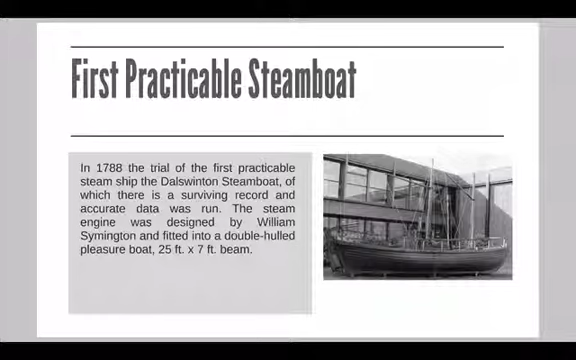 First Practicable Steamboat
In 1788 the trial of the first practicable
steam ship the Dalswinton Steamboat, of
which there is a surviving record and
accurate data was run. The steam
engine was designed by William
Symington and fitted into a double-hulled
pleasure boat, 25 ft. x 7 ft. beam.